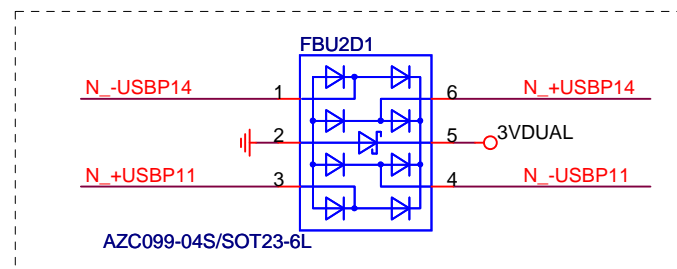 FBU2D1
N_-USBP14
1
6
N_+USBP14
2
5
3VDUAL
N_+USBP11
3
4
N_-USBP11
AZC099-04S/SOT23-6L